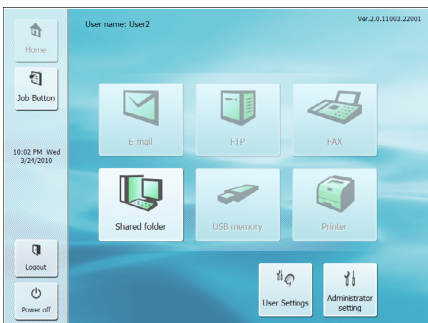 User name: User2
Ver.2.0.11003.22001
Home
Job Button
10:02 PM Wed
3/24/2010
E-mail
FTP
FAX
Shared folder
USB memory
Printer
Logout
Power off
User Settings
Administrator
setting